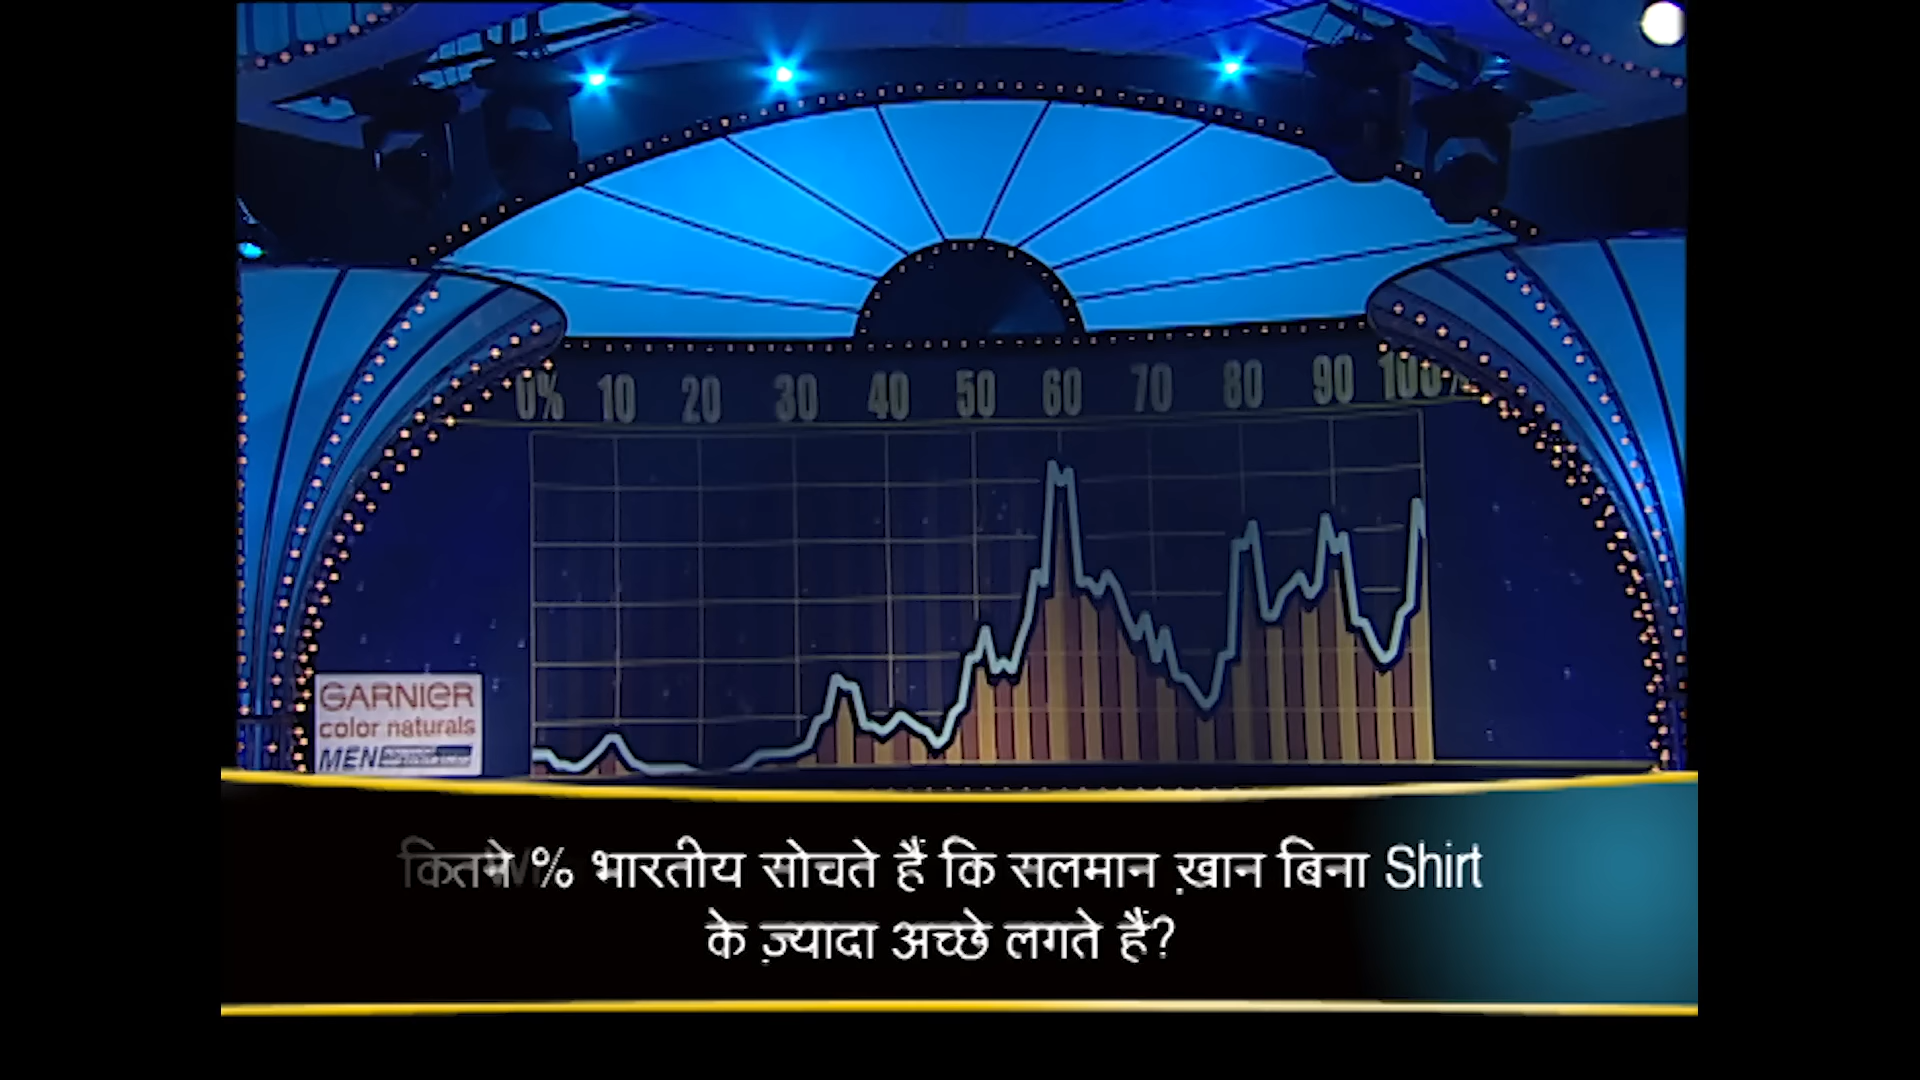 0% 10 20 30 40 50 60 70 80 90 100%
GARNIER
color naturals
MEN
कितने % भारतीय सोचते हैं कि सलमान ख़ान बिना Shirt
के ज़्यादा अच्छे लगते हैं?